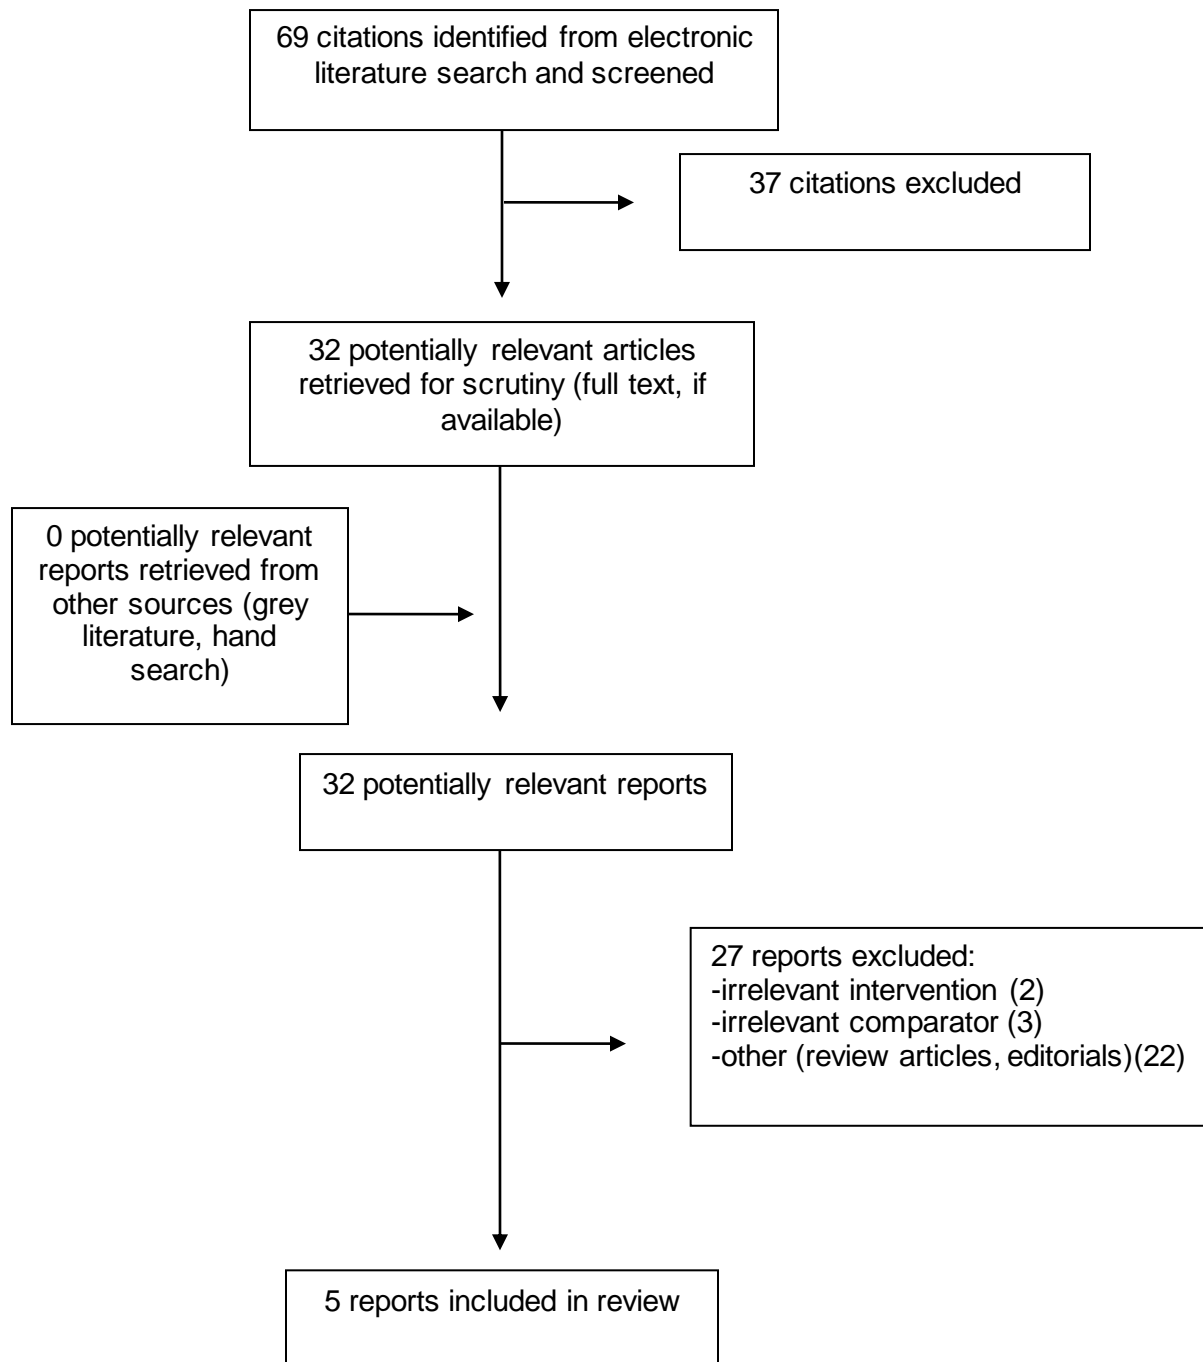 69 citations identified from electronic
literature search and screened
37 citations excluded
32 potentially relevant articles
retrieved for scrutiny (full text, if
available)
0 potentially relevant
reports retrieved from
other sources (grey
literature, hand
search)
32 potentially relevant reports
27 reports excluded:
-irrelevant intervention (2)
-irrelevant comparator (3)
-other (review articles, editorials)(22)
5 reports included in review